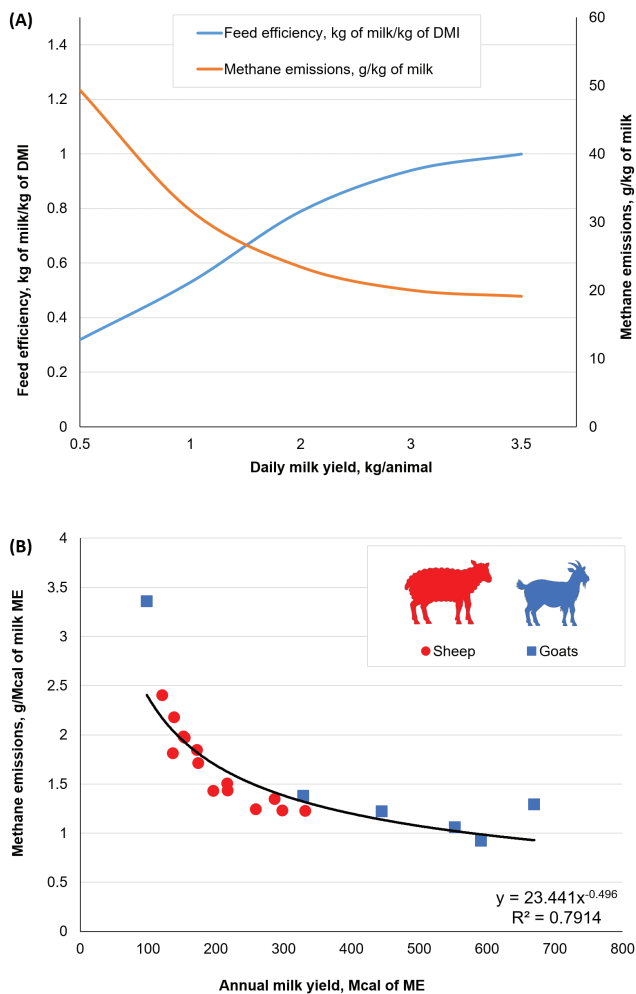 (A)
Feed efficiency, kg of milk/kg of DMI
Methane emissions, g/kg of milk
Feed efficiency, kg of milk/kg of DMI
1.4
1.2
1
0.8
0.6
0.4
0.2
0
60
50
40
30
20
10
0
Methane emissions, g/kg of milk
0.5 1 2 3 3.5
Daily milk yield, kg/animal
(B)
Methane emissions, g/Mcal of milk ME
4
3.5
3
2.5
2
1.5
1
0.5
0
Sheep Goats
y = 23.441x^-0.496
R² = 0.7914
0 100 200 300 400 500 600 700 800
Annual milk yield, Mcal of ME